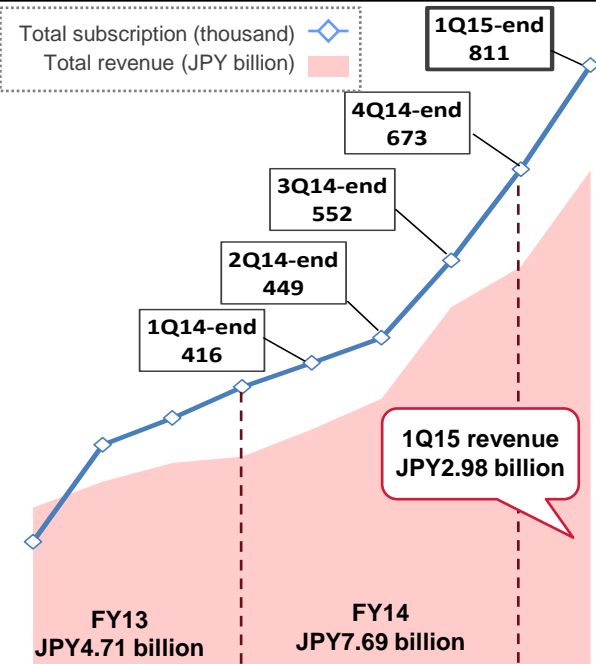 Total subscription (thousand)
Total revenue (JPY billion)
1Q15-end
811
4Q14-end
673
3Q14-end
552
2Q14-end
449
1Q14-end
416
1Q15 revenue
JPY2.98 billion
FY13
JPY4.71 billion
FY14
JPY7.69 billion